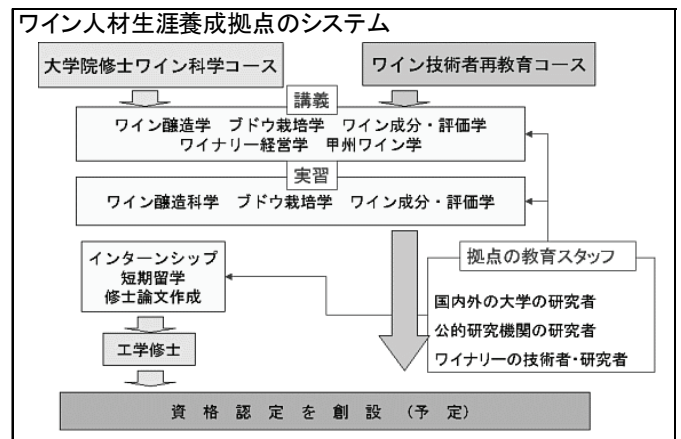 ワイン人材生涯養成拠点のシステム
大学院修士ワイン科学コース
ワイン技術者再教育コース
講義
ワイン醸造学 ブドウ栽培学 ワイン成分・評価学
ワイナリー経営学 甲州ワイン学
実習
ワイン醸造科学 ブドウ栽培学 ワイン成分・評価学
インターンシップ
短期留学
修士論文作成
拠点の教育スタッフ
国内外の大学の研究者
公的研究機関の研究者
ワイナリーの技術者・研究者
工学修士
資格認定を創設(予定)